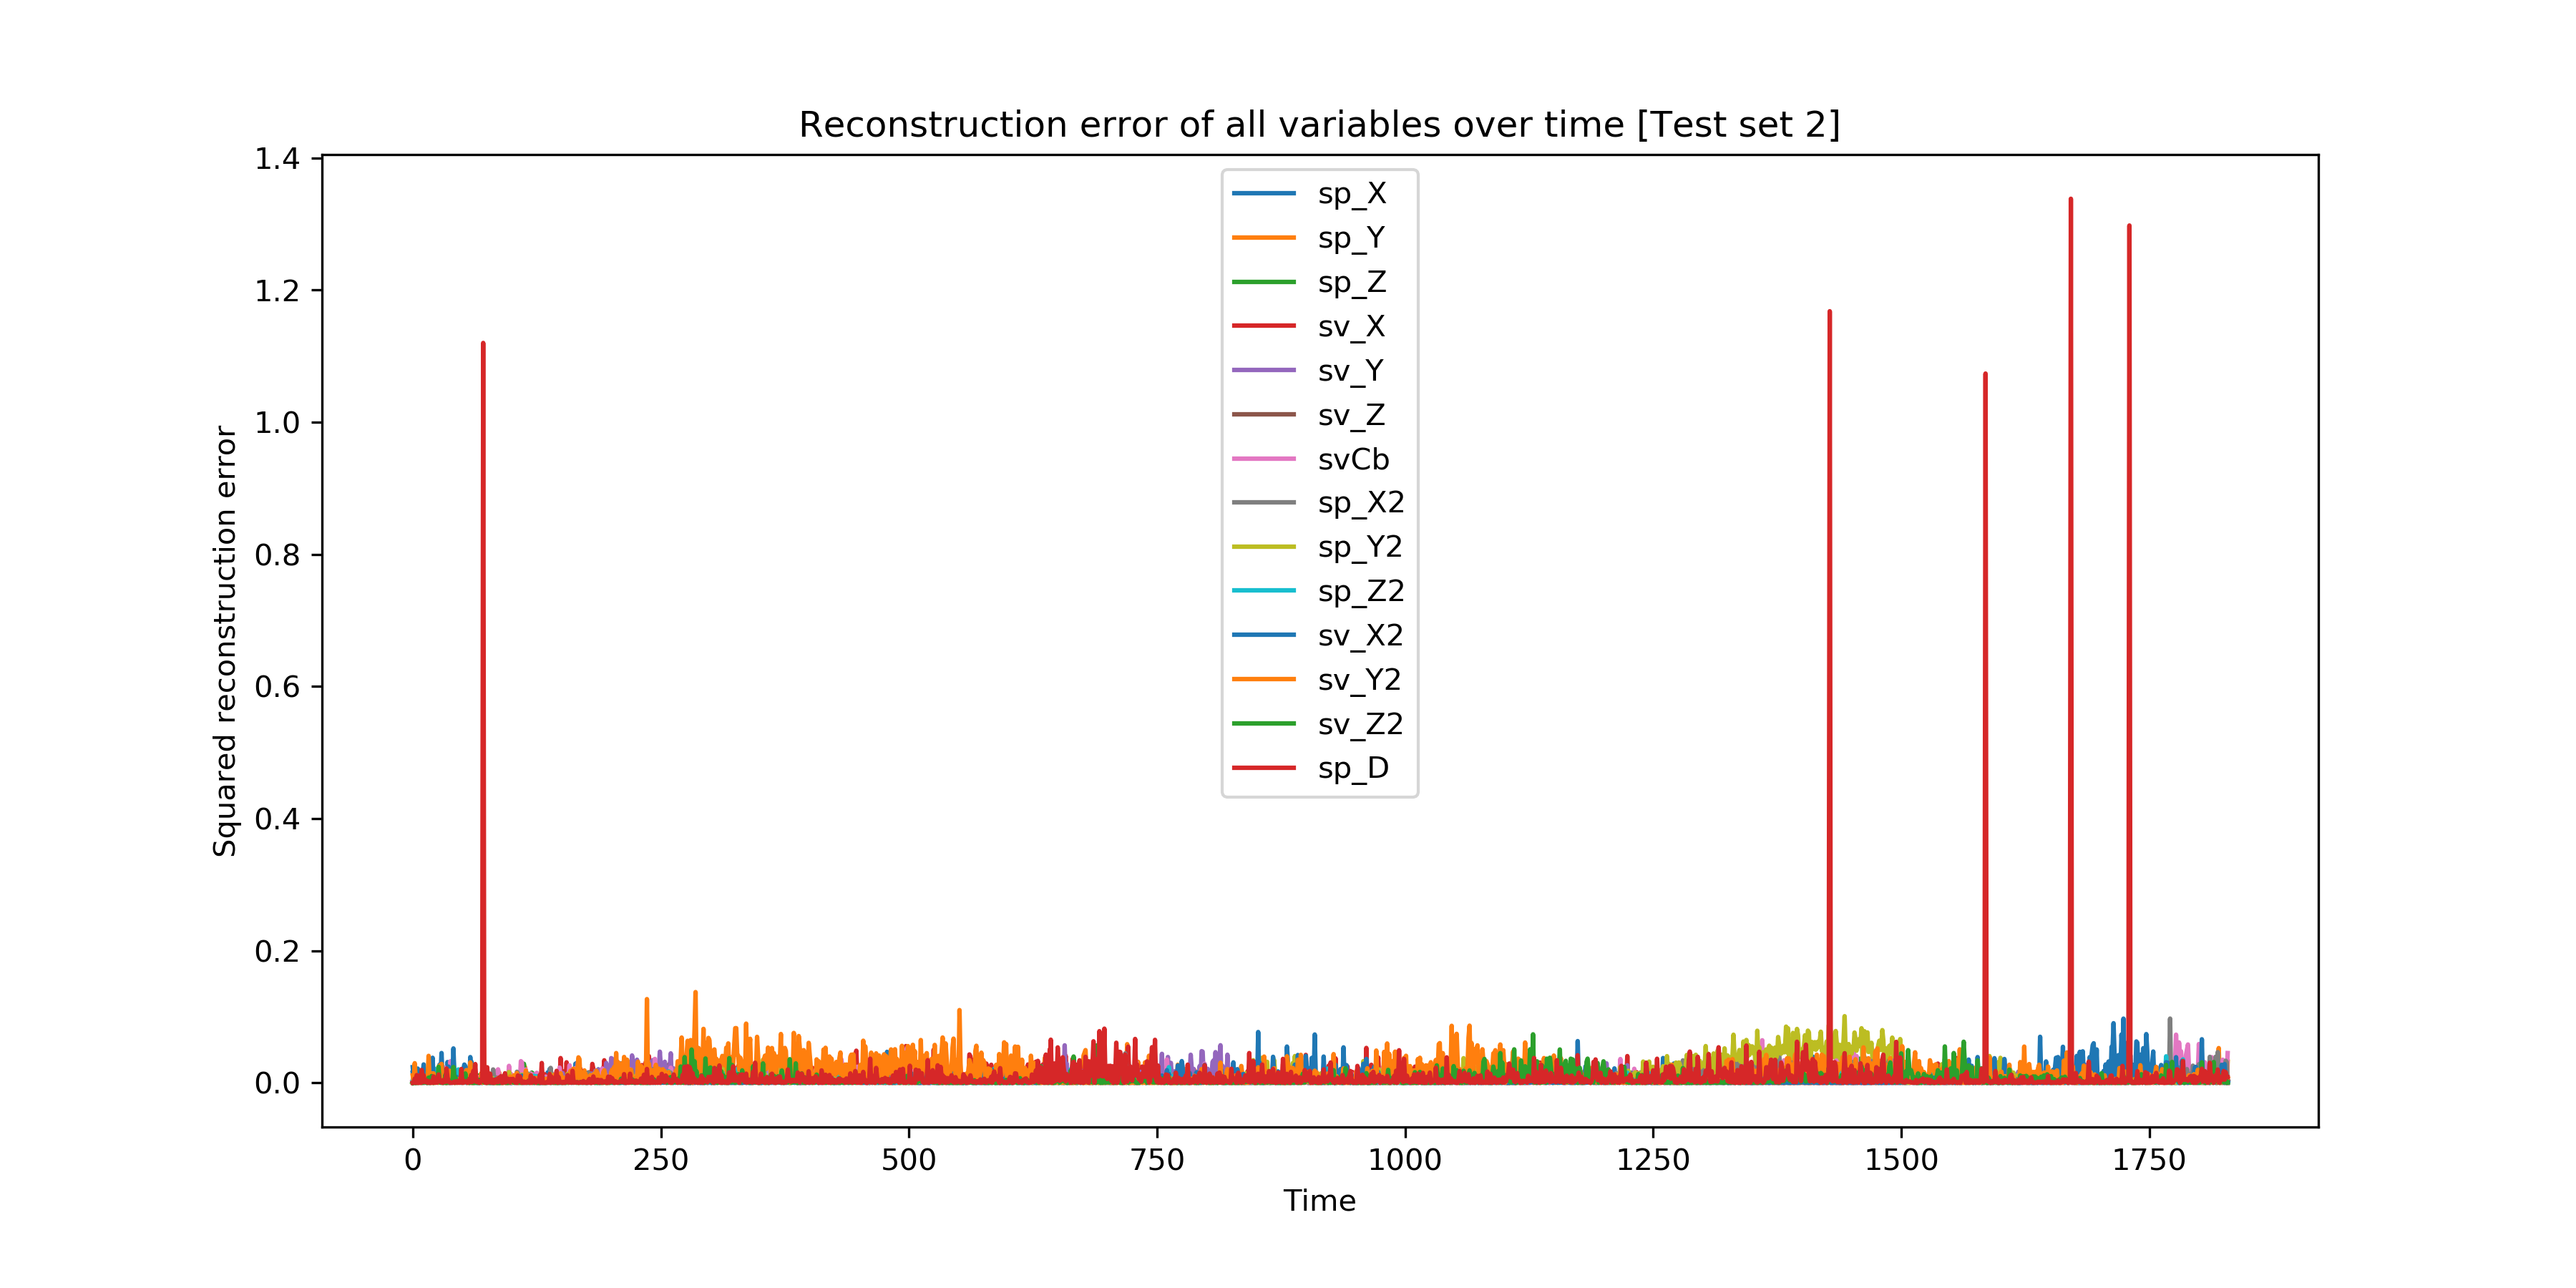 Reconstruction error of all variables over time [Test set 2]
1.4
1.2
1.0
0.8
0.6
0.4
0.2
0.0
Squared reconstruction error
sp_X
sp_Y
sp_Z
sv_X
sv_Y
sv_Z
svCb
sp_X2
sp_Y2
sp_Z2
sv_X2
sv_Y2
sv_Z2
sp_D
0 250 500 750 1000 1250 1500 1750
Time